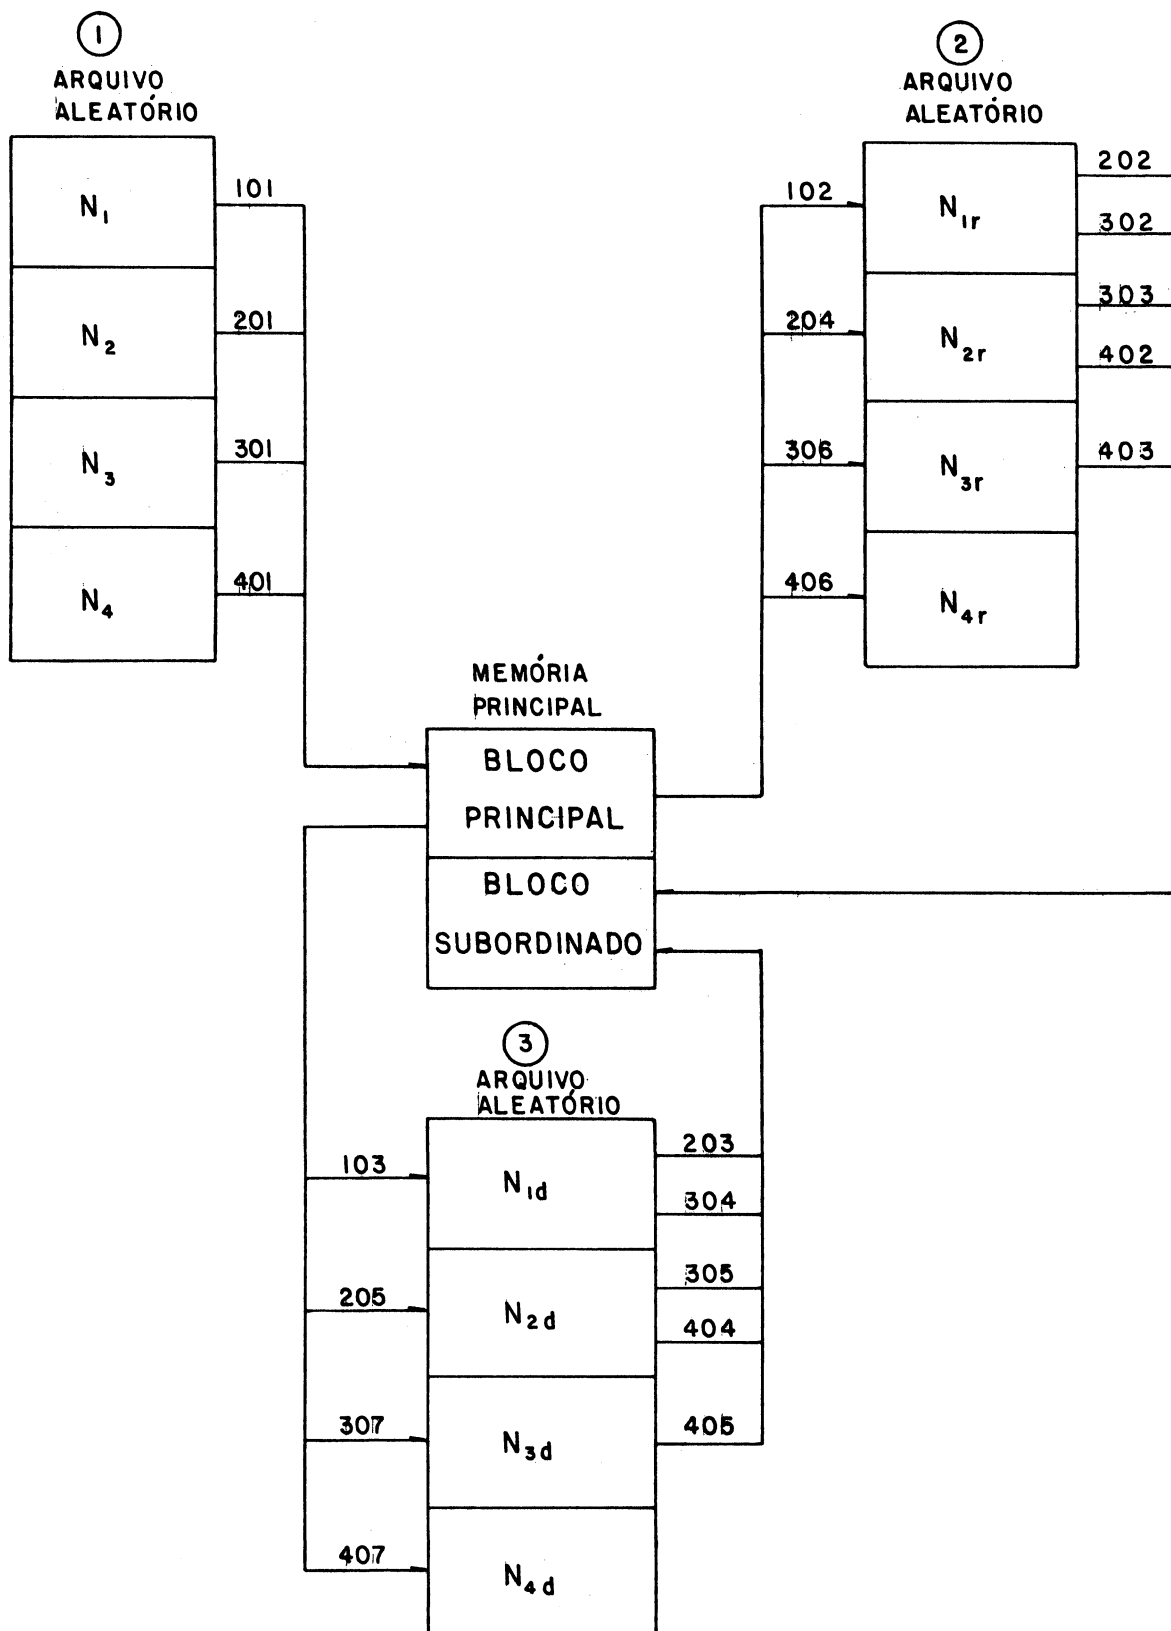 1
ARQUIVO
ALEATÓRIO
N1
101
N2
201
N3
301
N4
401
2
ARQUIVO
ALEATÓRIO
102
N1r
202
302
204
N2r
303
402
306
N3r
403
406
N4r
MEMÓRIA
PRINCIPAL
BLOCO
PRINCIPAL
BLOCO
SUBORDINADO
3
ARQUIVO
ALEATÓRIO
103
N1d
203
304
205
N2d
305
404
307
N3d
405
407
N4d